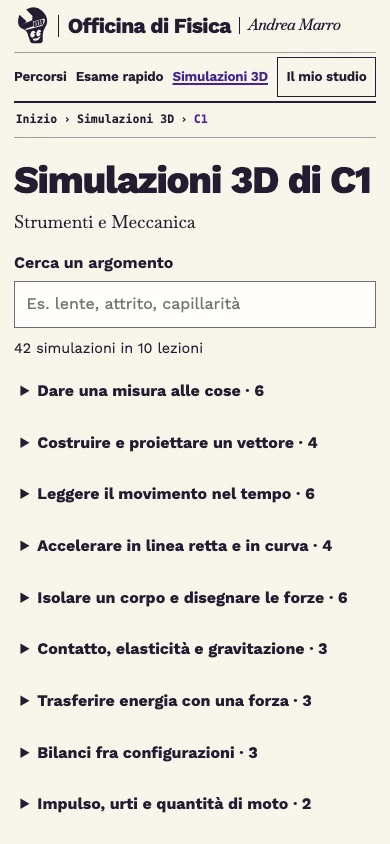 Officina di Fisica Andrea Marro
Percorsi Esame rapido Simulazioni 3D Il mio studio
Inizio › Simulazioni 3D › C1
Simulazioni 3D di C1
Strumenti e Meccanica
Cerca un argomento
Es. lente, attrito, capillarità
42 simulazioni in 10 lezioni
▶ Dare una misura alle cose · 6
▶ Costruire e proiettare un vettore · 4
▶ Leggere il movimento nel tempo · 6
▶ Accelerare in linea retta e in curva · 4
▶ Isolare un corpo e disegnare le forze · 6
▶ Contatto, elasticità e gravitazione · 3
▶ Trasferire energia con una forza · 3
▶ Bilanci fra configurazioni · 3
▶ Impulso, urti e quantità di moto · 2